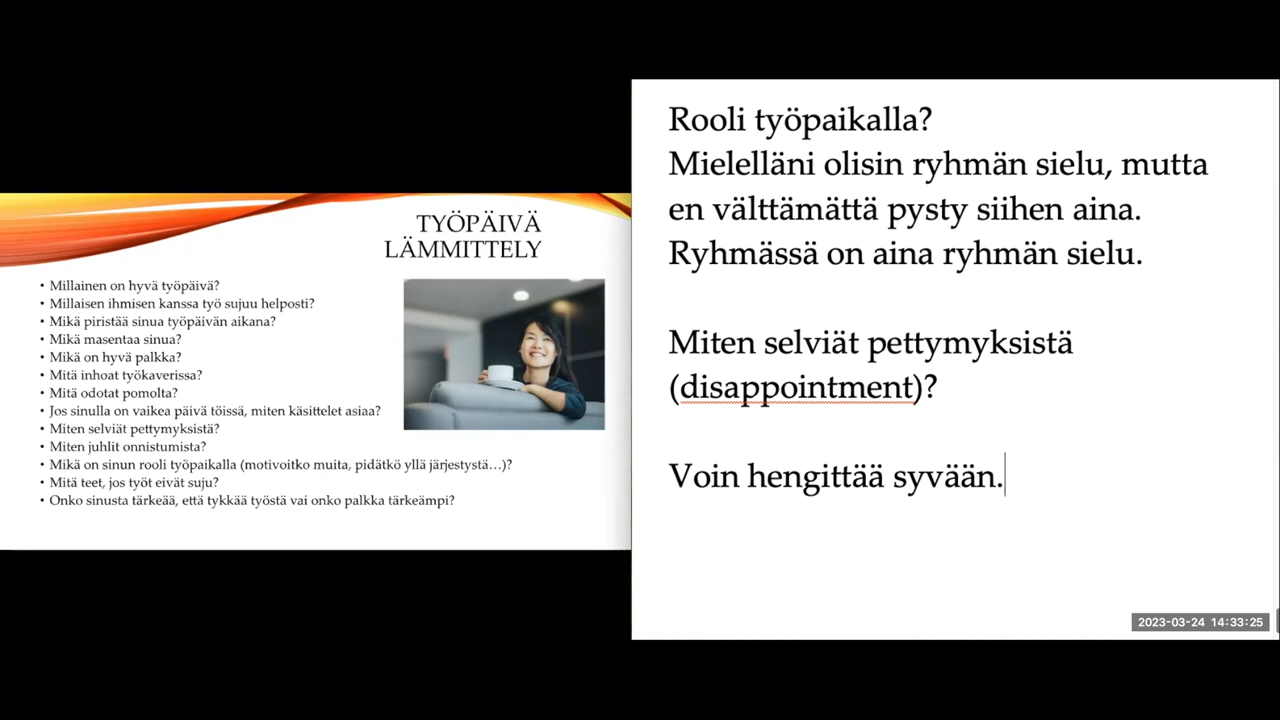 TYÖPÄIVÄ
LÄMMITTELY
• Millainen on hyvä työpäivä?
• Millaisen ihmisen kanssa työ sujuu helposti?
• Mikä piristää sinua työpäivän aikana?
• Mikä masentaa sinua?
• Mikä on hyvä palkka?
• Mitä inhoat työkaverissa?
• Mitä odotat pomolta?
• Jos sinulla on vaikea päivä töissä, miten käsittelet asiaa?
• Miten selviät pettymyksistä?
• Miten juhlit onnistumista?
• Mikä on sinun rooli työpaikalla (motivoitko muita, pidätkö yllä järjestystä…)?
• Mitä teet, jos työt eivät suju?
• Onko sinusta tärkeää, että tykkää työstä vai onko palkka tärkeämpi?
Rooli työpaikalla?
Mielelläni olisin ryhmän sielu, mutta
en välttämättä pysty siihen aina.
Ryhmässä on aina ryhmän sielu.
Miten selviät pettymyksistä
(disappointment)?
Voin hengittää syvään.
2023-03-24 14:33:25